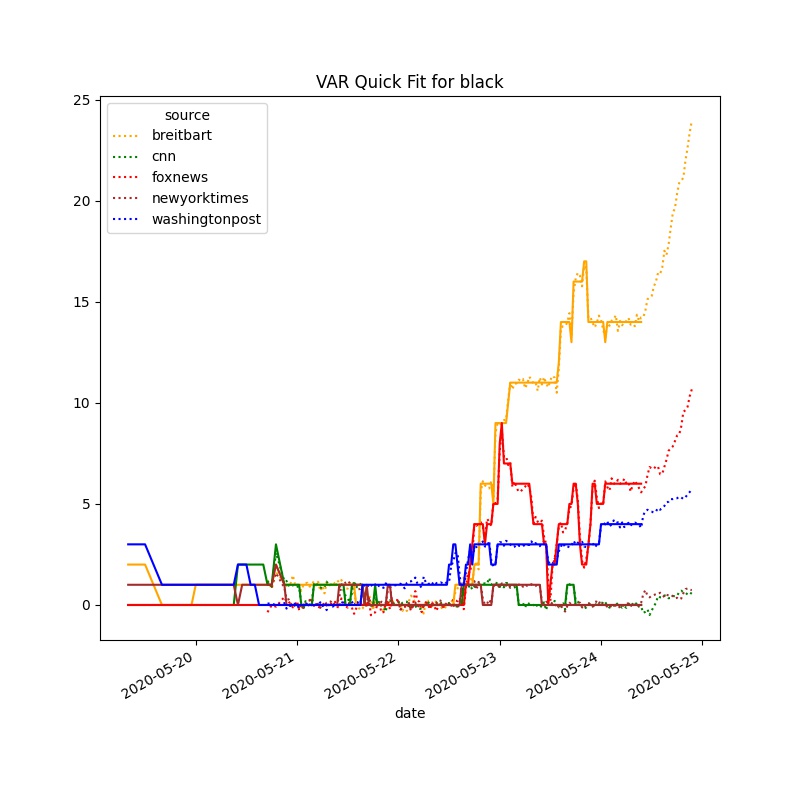 VAR Quick Fit for black
25
20
15
10
5
0
source
breitbart
cnn
foxnews
newyorktimes
washingtonpost
2020-05-20
2020-05-21
2020-05-22
2020-05-23
2020-05-24
2020-05-25
date